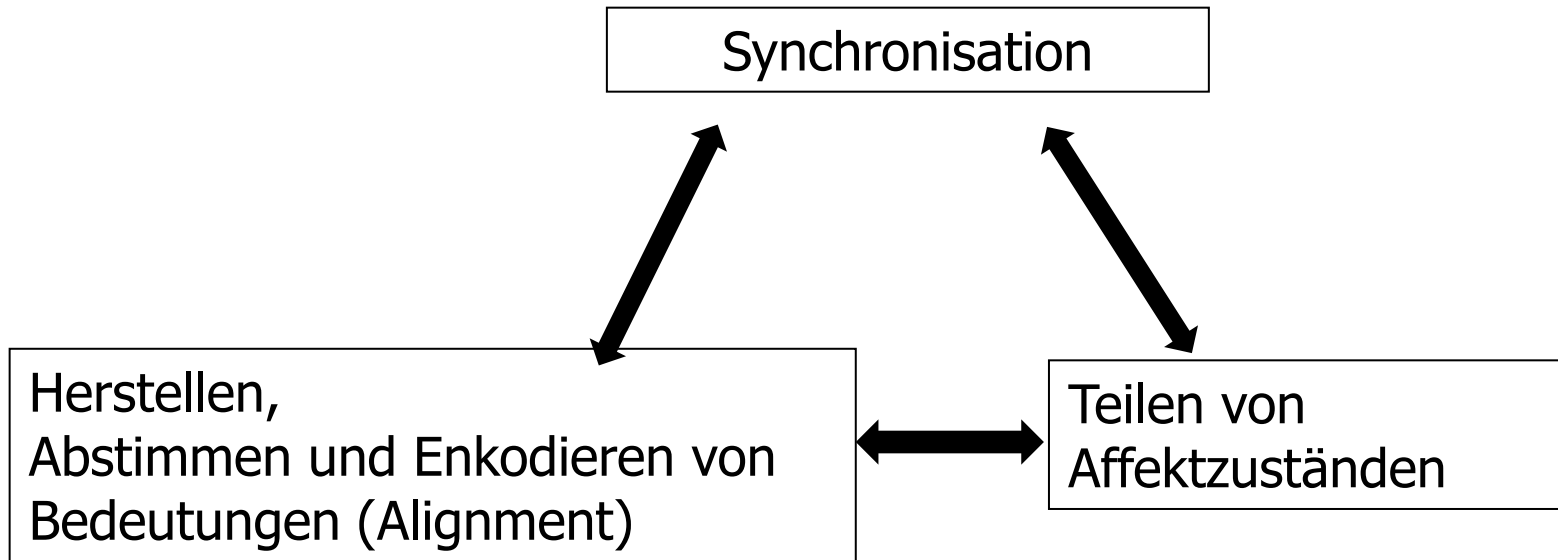 Synchronisation
Herstellen,
Abstimmen und Enkodieren von
Bedeutungen (Alignment)
Teilen von
Affektzuständen